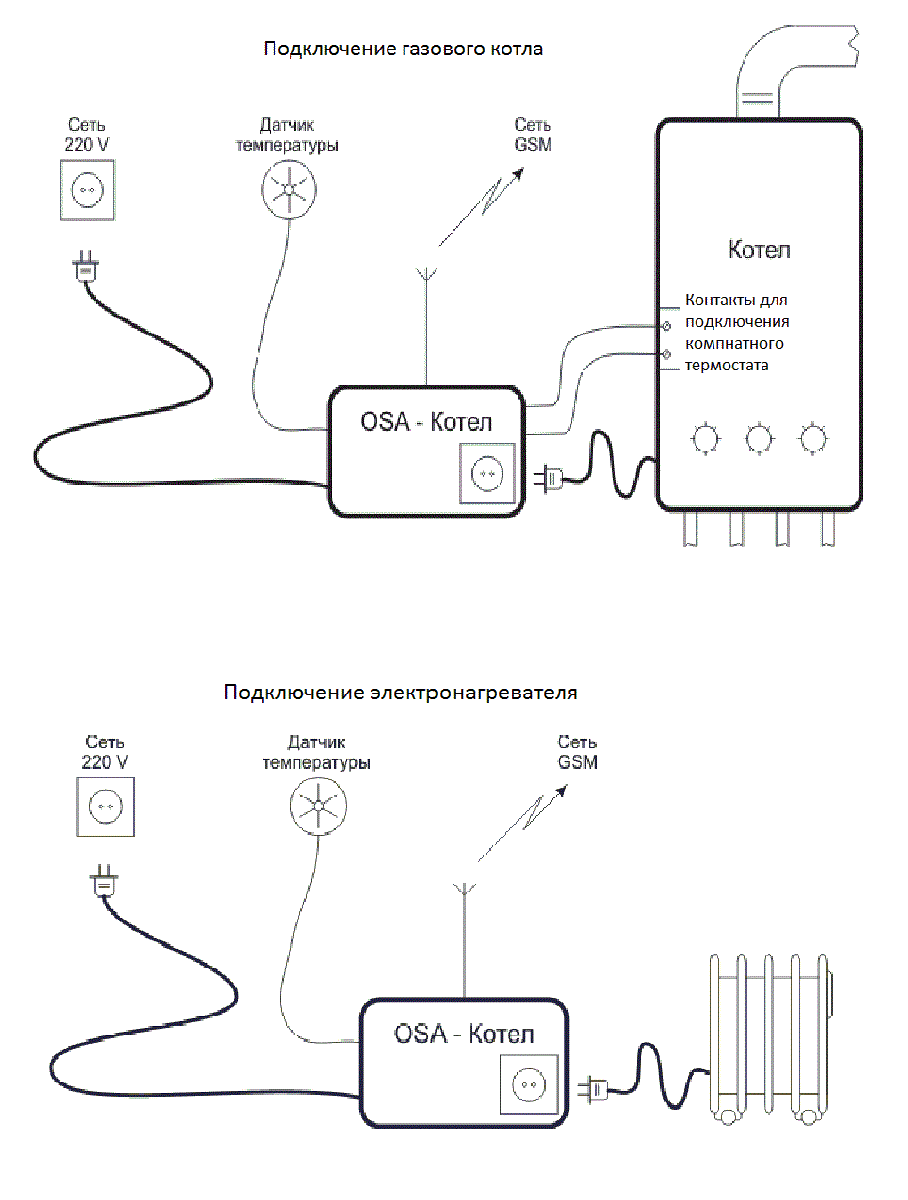 Подключение газового котла
Сеть
220 V
Датчик
температуры
Сеть
GSM
Котел
Контакты для
подключения
компнатного
термостата
OSA - Котел
Подключение электронагревателя
Сеть
220 V
Датчик
температуры
Сеть
GSM
OSA - Котел